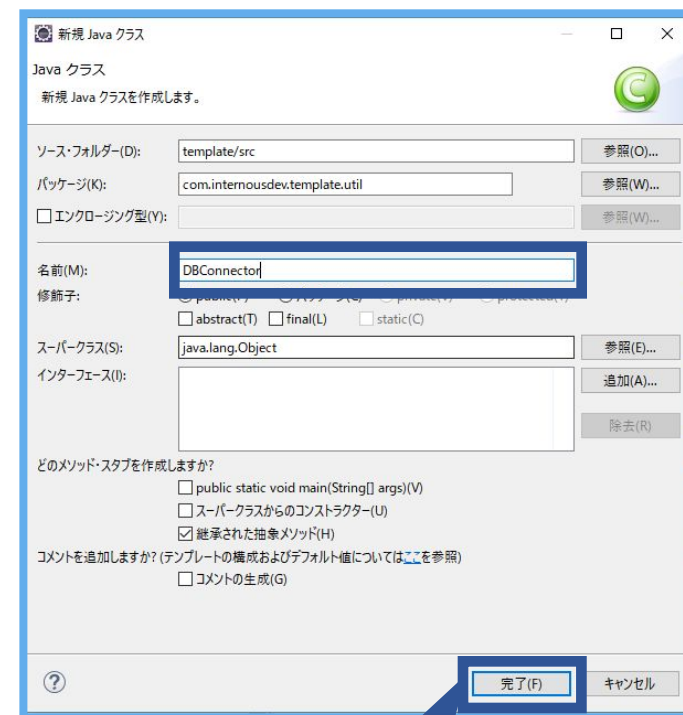 新規 Java クラス
Java クラス
新規 Java クラスを作成します。
ソース・フォルダー(D): template/src 参照(O)...
パッケージ(K): com.internousdev.template.util 参照(W)...
エンクロージング型(Y): 参照(W)...
名前(M): DBConnector
修飾子:
abstract(T) final(L) static(C)
スーパークラス(S): java.lang.Object 参照(E)...
インターフェース(I): 追加(A)...
除去(R)
どのメソッド・スタブを作成しますか?
public static void main(String[] args)(V)
スーパークラスからのコンストラクター(U)
継承された抽象メソッド(H)
コメントを追加しますか? (テンプレートの構成およびデフォルト値についてはここを参照)
コメントの生成(G)
完了(F) キャンセル